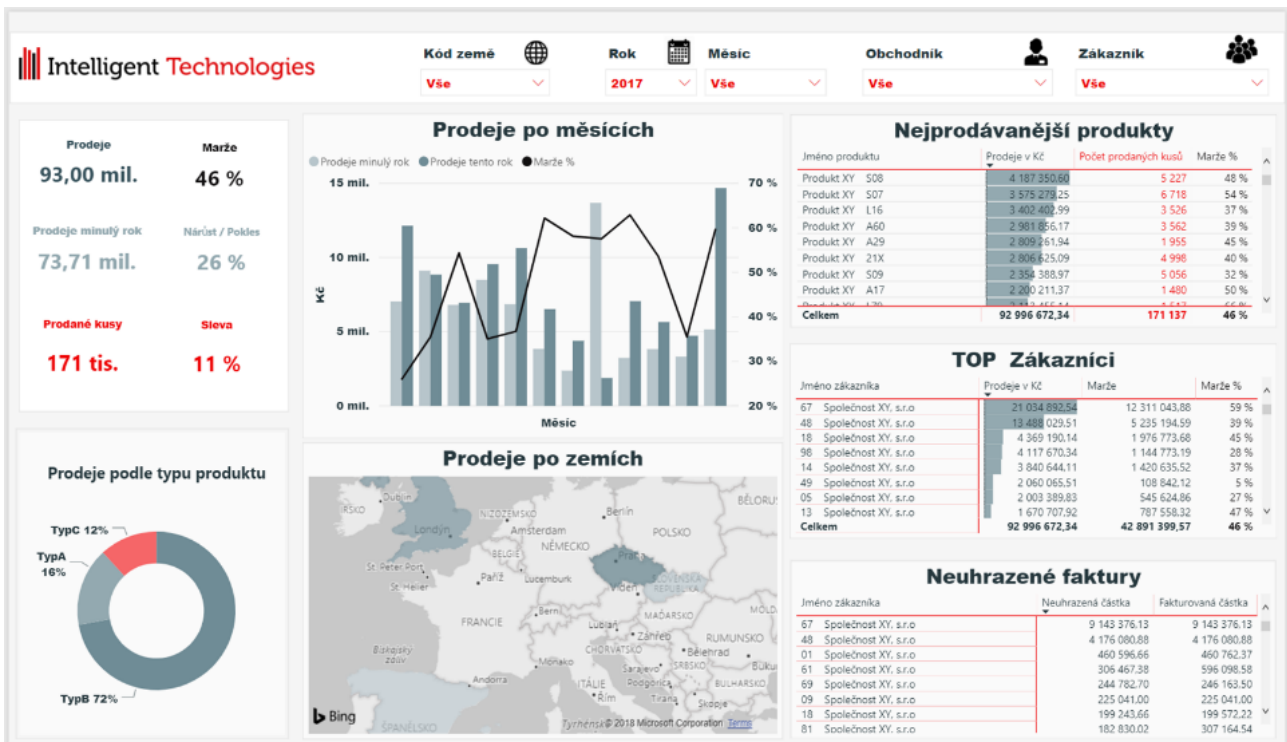 Intelligent Technologies
Kód země
Vše
Rok
2017
Měsíc
Vše
Obchodník
Vše
Zákazník
Vše
Prodeje
93,00 mil.
Marže
46 %
Prodeje minulý rok
73,71 mil.
Nárůst / Pokles
26 %
Prodané kusy
171 tis.
Sleva
11 %
Prodeje podle typu produktu
TypC 12%
TypA
16%
TypB 72%
Prodeje po měsících
Prodeje minulý rok Prodeje tento rok Marže %
15 mil.
10 mil.
5 mil.
0 mil.
Kč
70 %
60 %
50 %
40 %
30 %
20 %
Měsíc
Prodeje po zemích
Dublin
BĚLORU
RSKO
Londýn
NIZOZEMSKO
Amsterdam
Berlín
POLSKO
BELGIE
NĚMECKO
Praha
St. Peter Port
St. Helier
Paříž
Lucemburk
Vídeň
SLOVENSKÁ
REPUBLIKA
Bern
MAĎARSKO
MOLD
FRANCIE
Lublaň
Záhřeb
RUMUNSKO
Biskajský
záliv
CHORVATSKO
Bělehrad
Monako
Sarajevo
SRBSKO
Buku
Andorra
ITÁLIE
Podgorica
BULHARSKO
Řím
Tirana
Skopje
ŠPANĚLSKO
Bing
Tyrhénsk
© 2018 Microsoft Corporation Terms
Nejprodávanější produkty
Jméno produktu Prodeje v Kč Počet prodaných kusů Marže %
Produkt XY S08 4 187 350,60 5 227 48 %
Produkt XY S07 3 575 279,25 6 718 54 %
Produkt XY L16 3 402 402,99 3 526 37 %
Produkt XY A60 2 981 856,17 3 562 39 %
Produkt XY A29 2 809 261,94 1 955 45 %
Produkt XY 21X 2 806 625,09 4 998 40 %
Produkt XY S09 2 354 388,97 5 056 32 %
Produkt XY A17 2 200 211,37 1 480 50 %
Celkem 92 996 672,34 171 137 46 %
TOP Zákazníci
Jméno zákazníka Prodeje v Kč Marže Marže %
67 Společnost XY, s.r.o 21 034 892,54 12 311 043,88 59 %
48 Společnost XY, s.r.o 13 488 029,51 5 235 194,59 39 %
18 Společnost XY, s.r.o 4 369 190,14 1 976 773,68 45 %
98 Společnost XY, s.r.o 4 117 670,34 1 144 773,19 28 %
14 Společnost XY, s.r.o 3 840 644,11 1 420 635,52 37 %
49 Společnost XY, s.r.o 2 060 065,51 108 842,12 5 %
05 Společnost XY, s.r.o 2 003 389,83 545 624,86 27 %
13 Společnost XY, s.r.o 1 670 707,92 787 558,32 47 %
Celkem 92 996 672,34 42 891 399,57 46 %
Neuhrazené faktury
Jméno zákazníka Neuhrazená částka Fakturovaná částka
67 Společnost XY, s.r.o 9 143 376,13 9 143 376,13
48 Společnost XY, s.r.o 4 176 080,88 4 176 080,88
01 Společnost XY, s.r.o 460 596,66 460 762,37
61 Společnost XY, s.r.o 306 467,38 596 098,58
69 Společnost XY, s.r.o 244 782,70 246 163,50
09 Společnost XY, s.r.o 225 041,00 225 041,00
18 Společnost XY, s.r.o 199 243,66 199 572,22
81 Společnost XY, s.r.o 182 830,02 307 164,54